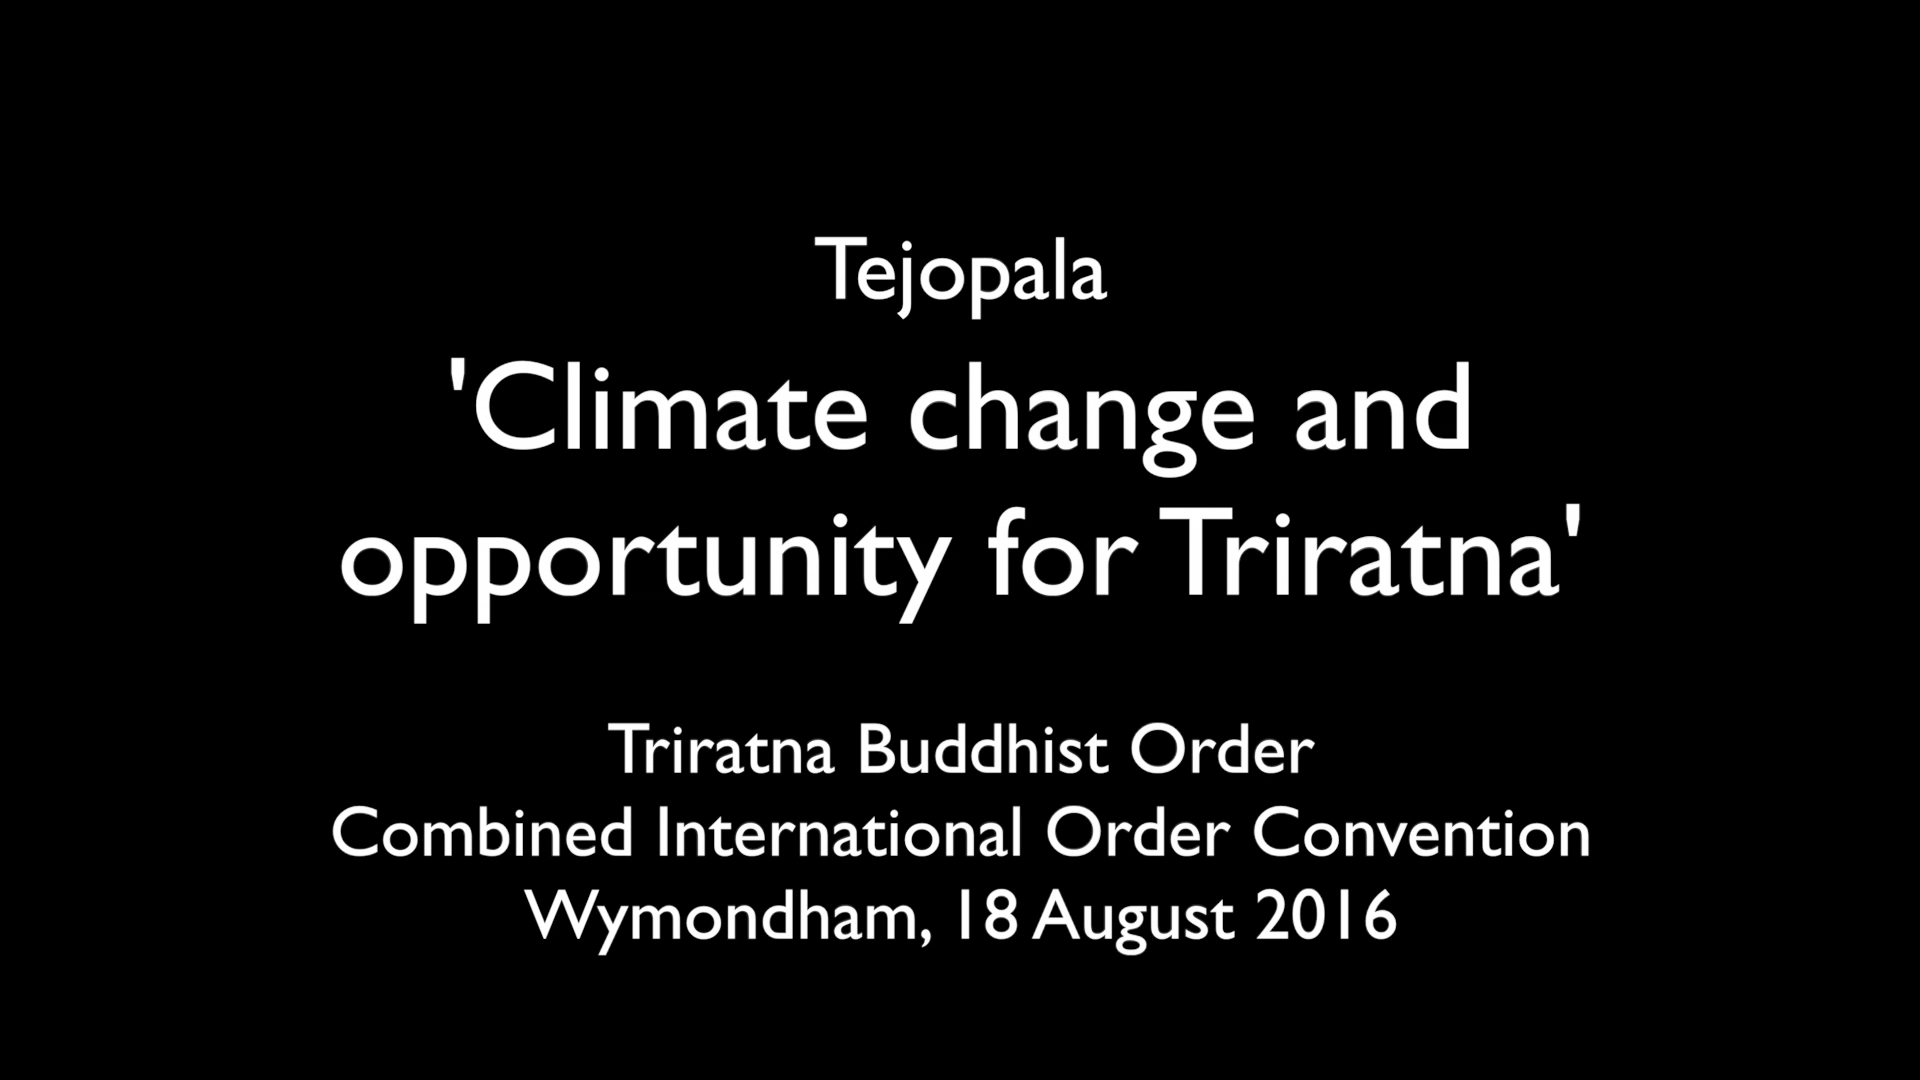 Tejopala
'Climate change and
opportunity for Triratna'
Triratna Buddhist Order
Combined International Order Convention
Wymondham, 18 August 2016